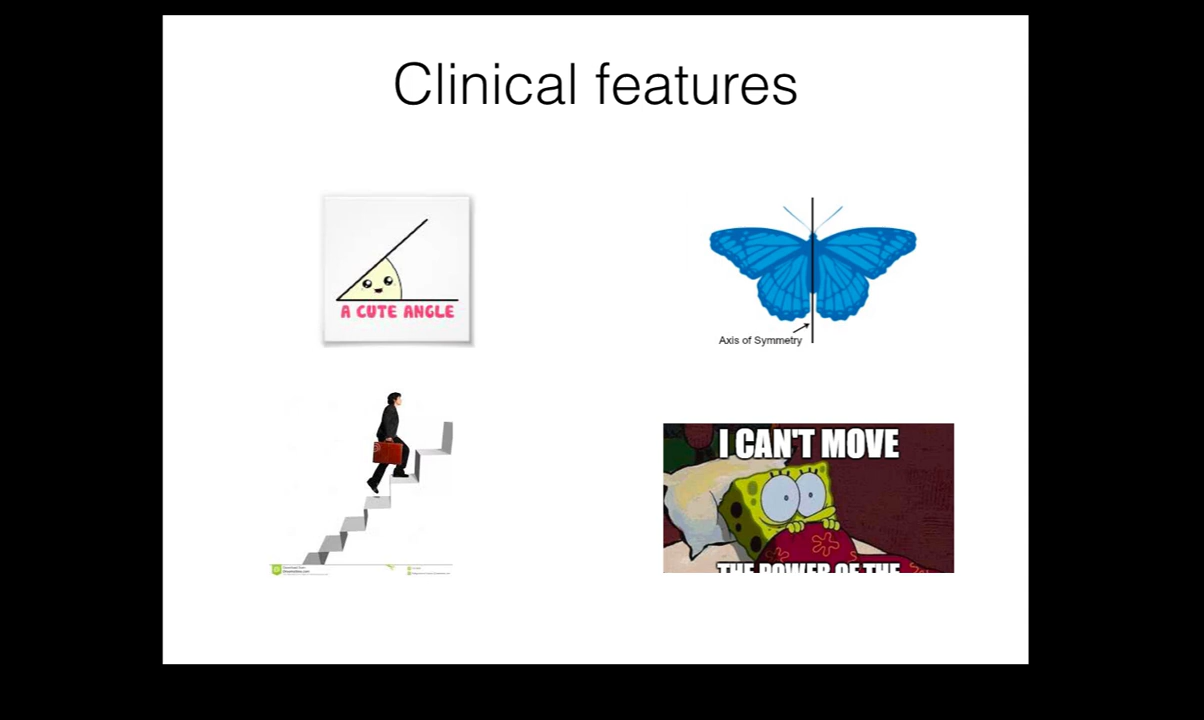 Clinical features
A CUTE ANGLE
Axis of Symmetry
I CAN'T MOVE
THE POWER OF THE